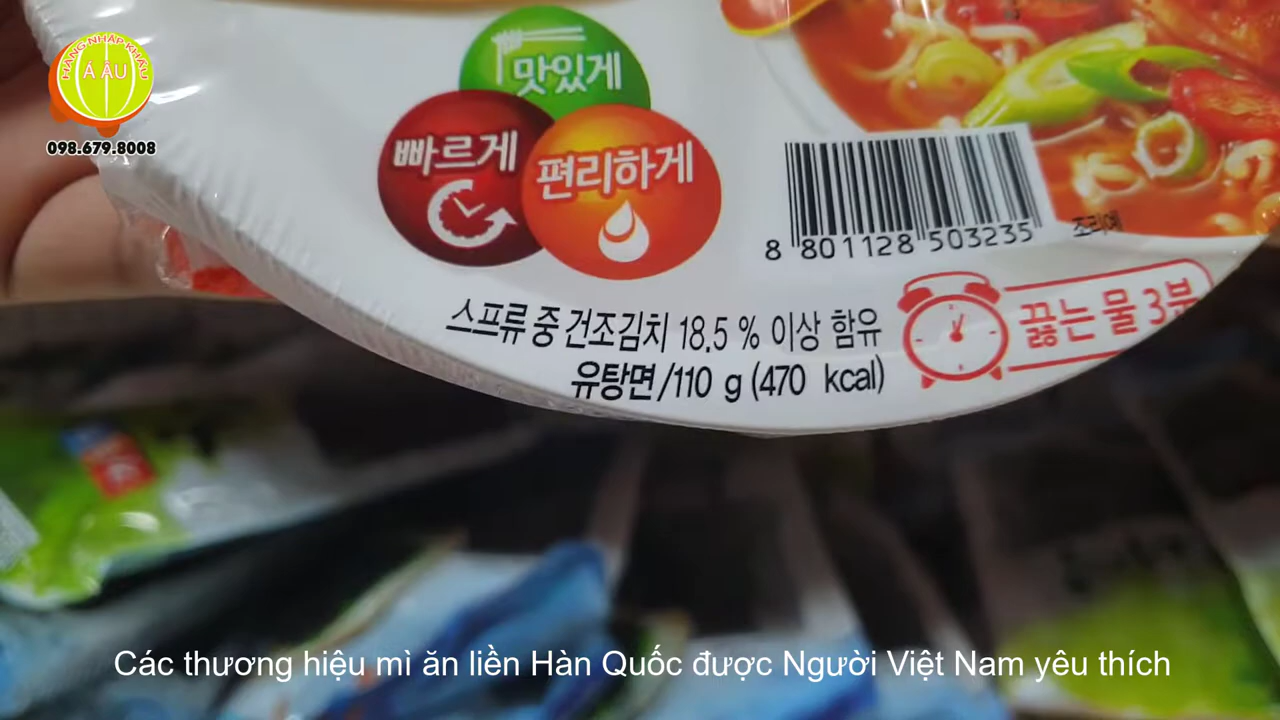 HÀNG NHẬP KHẨU
Á ÂU
098.679.8008
맛있게
빠르게
편리하게
8 801128 503235
조리예
스프류 중 건조김치 18.5 % 이상 함유
유탕면/110 g (470 kcal)
끓는 물 3분
Các thương hiệu mì ăn liền Hàn Quốc được Người Việt Nam yêu thích